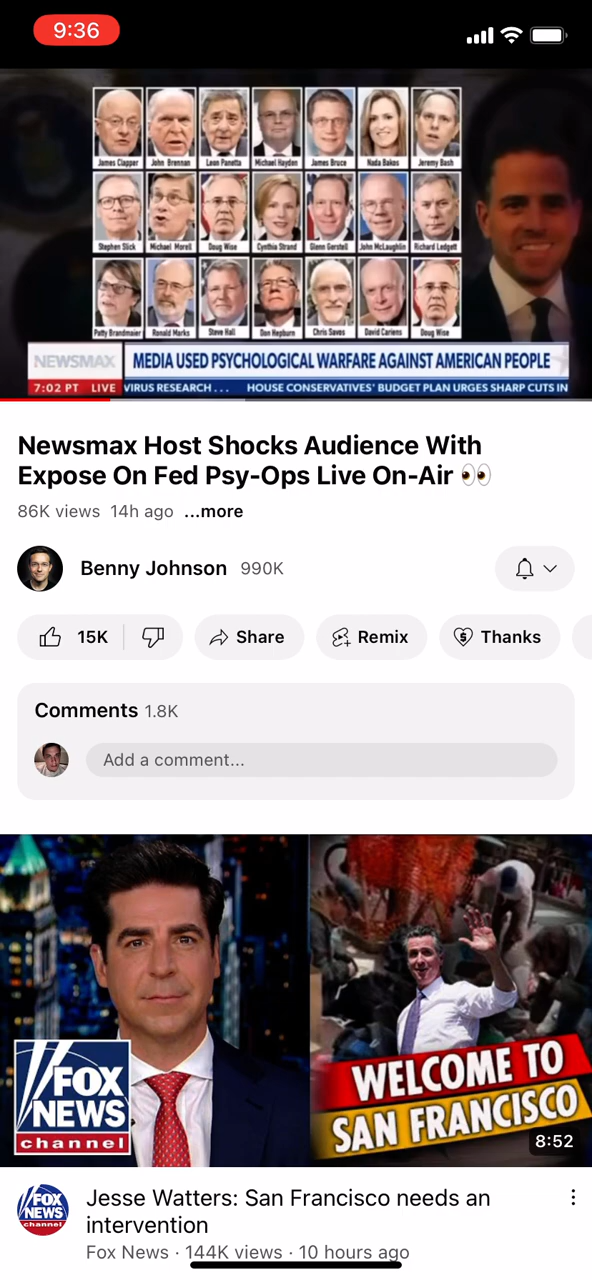 9:36
James Clapper John Brennan Leon Panetta Michael Hayden James Bruce Nada Bakos Jeremy Bash
Stephen Slick Michael Morell Doug Wise Cynthia Strand Glenn Gerstell John McLaughlin Richard Ledgett
Patty Brandmaier Ronald Marks Steve Hall Don Hepburn Chris Savos David Cariens Doug Wise
NEWSMAX MEDIA USED PSYCHOLOGICAL WARFARE AGAINST AMERICAN PEOPLE
7:02 PT LIVE VIRUS RESEARCH... HOUSE CONSERVATIVES' BUDGET PLAN URGES SHARP CUTS IN
Newsmax Host Shocks Audience With
Expose On Fed Psy-Ops Live On-Air 👀
86K views 14h ago ...more
Benny Johnson 990K
15K Share Remix Thanks
Comments 1.8K
Add a comment...
FOX
NEWS
channel
WELCOME TO
SAN FRANCISCO
8:52
FOX
NEWS
channel
Jesse Watters: San Francisco needs an
intervention
Fox News · 144K views · 10 hours ago